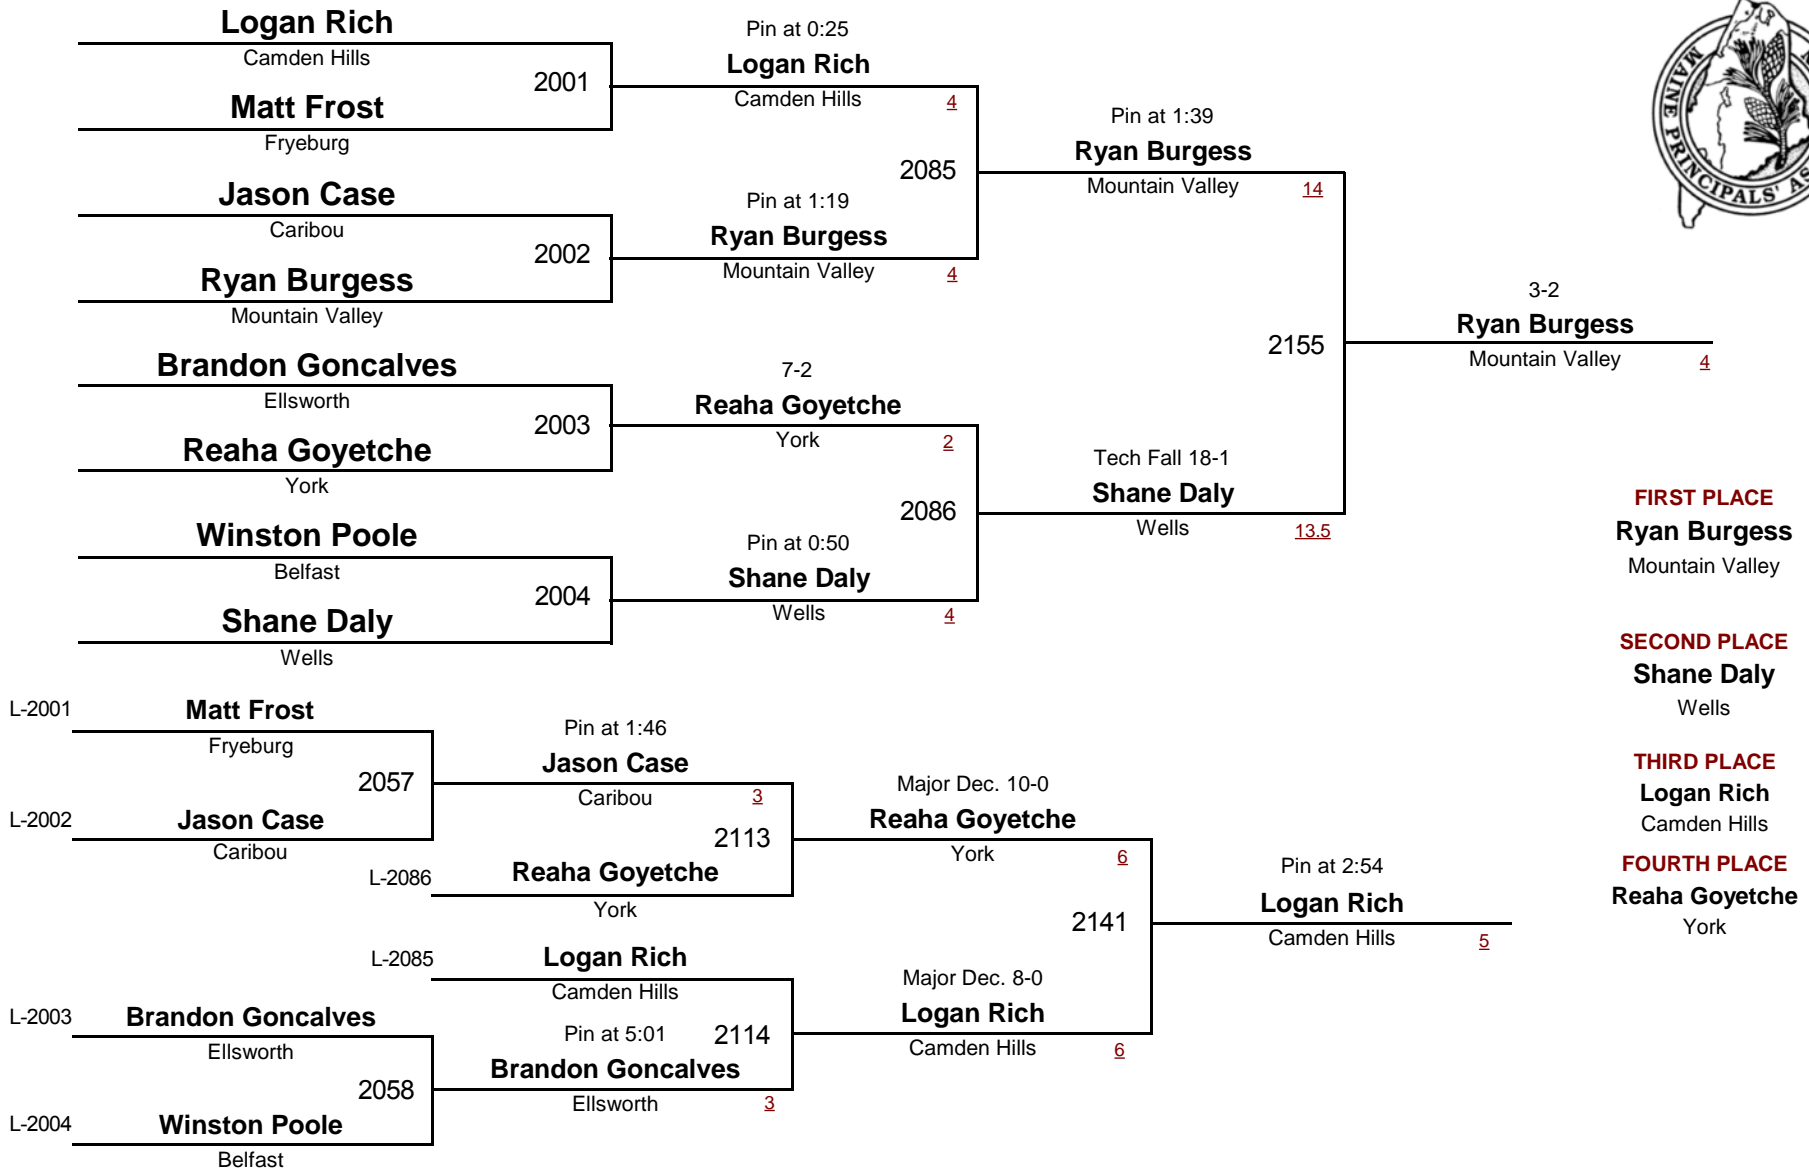 Logan Rich
Camden Hills
2001
Matt Frost
Fryeburg
Jason Case
Caribou
2002
Ryan Burgess
Mountain Valley
Brandon Goncalves
Ellsworth
2003
Reaha Goyetche
York
Winston Poole
Belfast
2004
Shane Daly
Wells
Pin at 0:25
Logan Rich
Camden Hills
4
2085
Pin at 1:19
Ryan Burgess
Mountain Valley
4
7-2
Reaha Goyetche
York
2
2086
Pin at 0:50
Shane Daly
Wells
4
Pin at 1:39
Ryan Burgess
Mountain Valley
14
2155
Tech Fall 18-1
Shane Daly
Wells
13.5
3-2
Ryan Burgess
Mountain Valley
4
MAINE PRINCIPALS' AS
FIRST PLACE
Ryan Burgess
Mountain Valley
SECOND PLACE
Shane Daly
Wells
THIRD PLACE
Logan Rich
Camden Hills
FOURTH PLACE
Reaha Goyetche
York
L-2001
Matt Frost
Fryeburg
2057
L-2002
Jason Case
Caribou
Pin at 1:46
Jason Case
Caribou
3
2113
L-2086
Reaha Goyetche
York
L-2085
Logan Rich
Camden Hills
2114
L-2003
Brandon Goncalves
Ellsworth
2058
L-2004
Winston Poole
Belfast
Pin at 5:01
Brandon Goncalves
Ellsworth
3
Major Dec. 10-0
Reaha Goyetche
York
6
2141
Major Dec. 8-0
Logan Rich
Camden Hills
6
Pin at 2:54
Logan Rich
Camden Hills
5